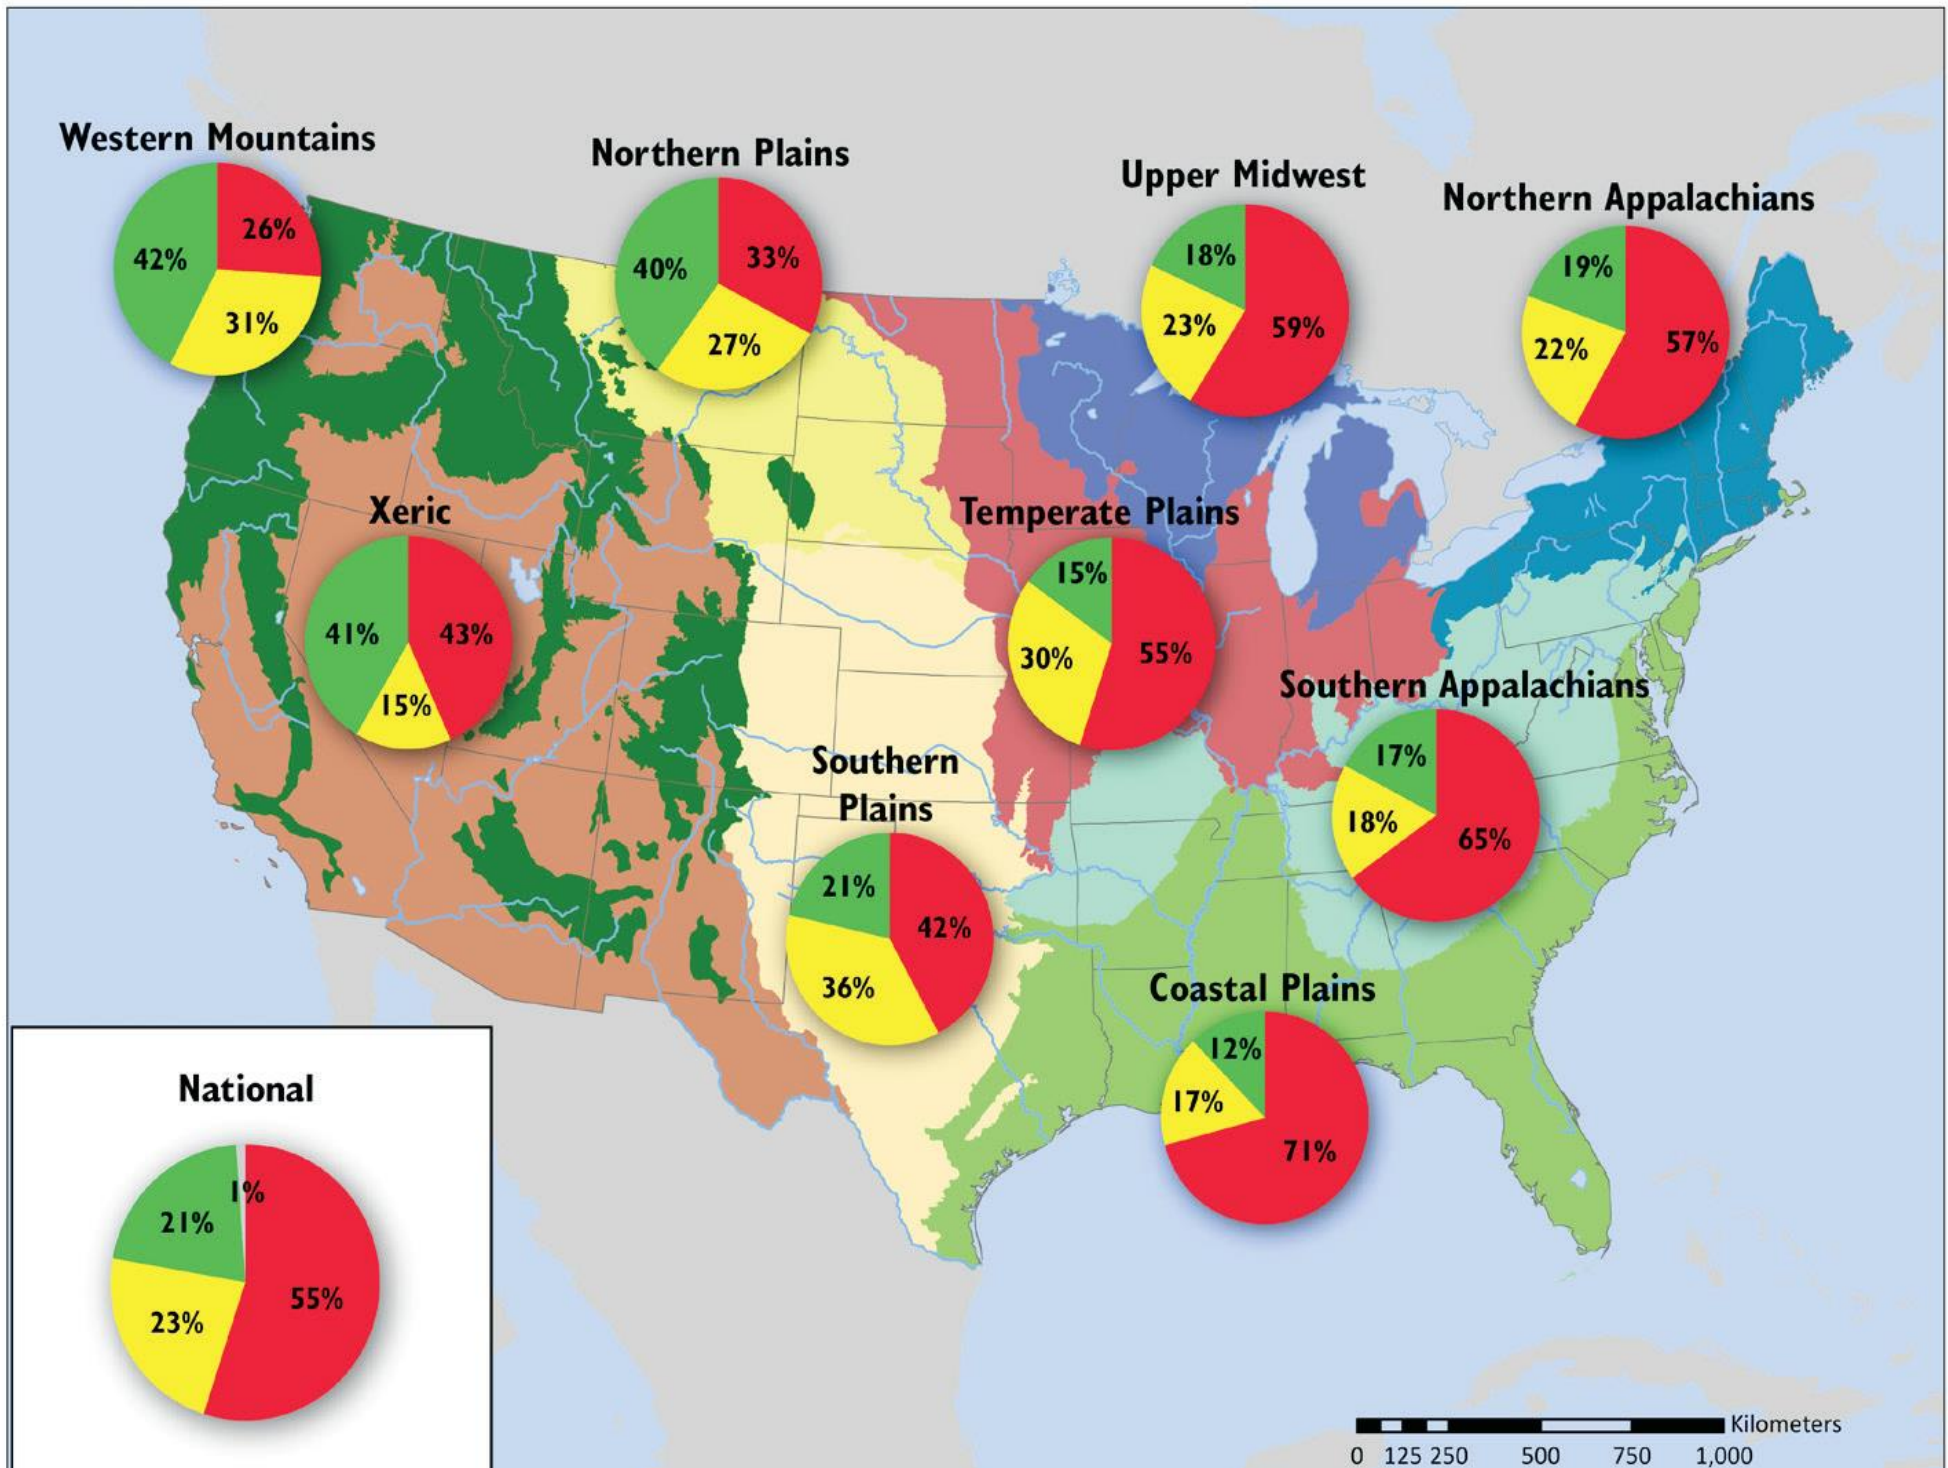 Western Mountains
42%
26%
31%
Northern Plains
40%
33%
27%
Upper Midwest
18%
23%
59%
Northern Appalachians
19%
22%
57%
Xeric
41%
43%
15%
Temperate Plains
15%
30%
55%
Southern Appalachians
17%
18%
65%
Southern
Plains
21%
42%
36%
Coastal Plains
12%
17%
71%
National
1%
21%
55%
23%
Kilometers
0 125 250 500 750 1,000